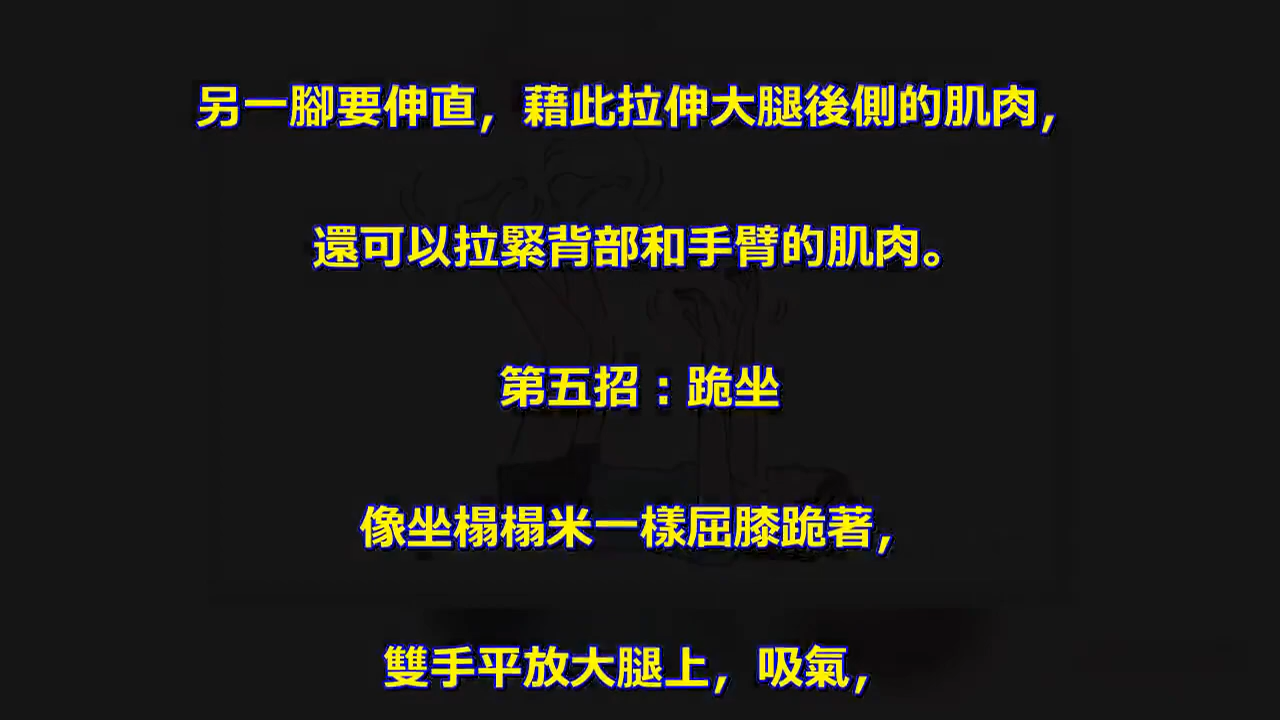 另一腳要伸直，藉此拉伸大腿後側的肌肉，
還可以拉緊背部和手臂的肌肉。
第五招：跪坐
像坐榻榻米一樣屈膝跪著，
雙手平放大腿上，吸氣，